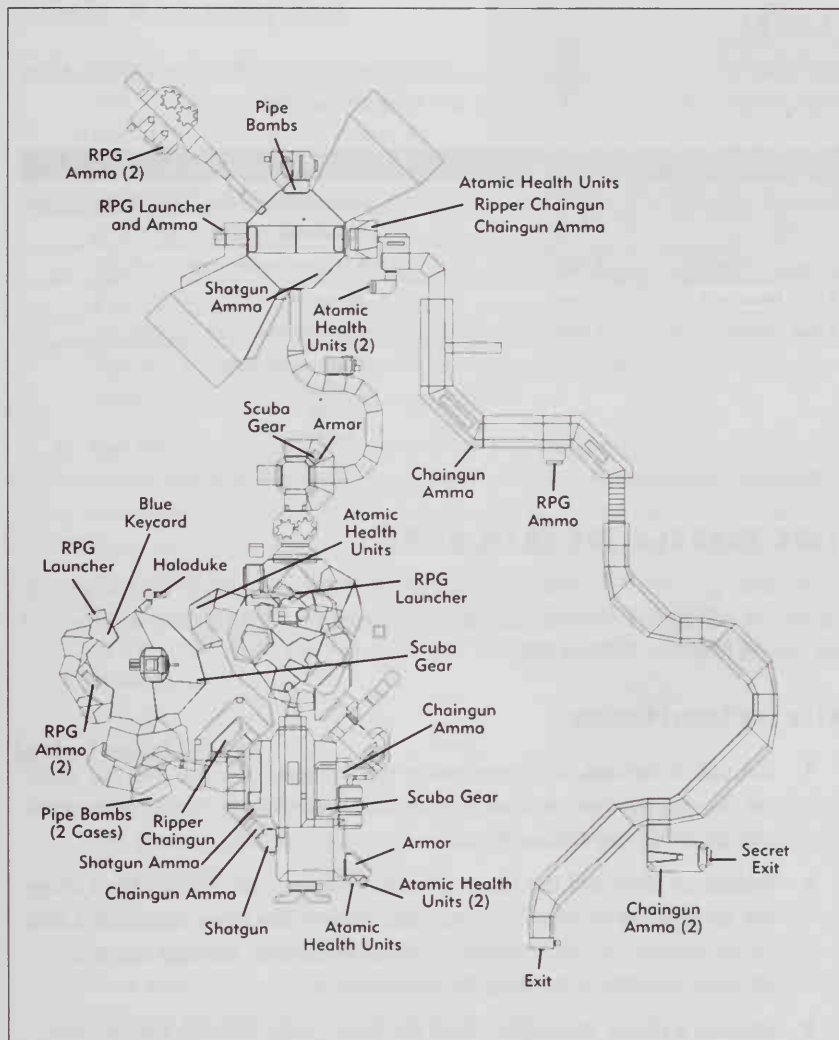 Pipe
Bombs
RPG
Ammo (2)
Atomic Health Units
Ripper Chaingun
Chaingun Ammo
RPG Launcher
and Ammo
Shotgun
Ammo
Atomic
Health
Units (2)
Scuba
Gear
Armor
Chaingun
Ammo
RPG
Ammo
Blue
Keycard
Atomic
Health
Units
RPG
Launcher
Holoduke
RPG
Launcher
Scuba
Gear
Chaingun
Ammo
RPG
Ammo
(2)
Scuba Gear
Pipe Bombs
(2 Cases)
Ripper
Chaingun
Shotgun Ammo
Armor
Chaingun Ammo
Atomic Health
Units (2)
Shotgun
Atomic
Health Units
Secret
Exit
Chaingun
Ammo (2)
Exit